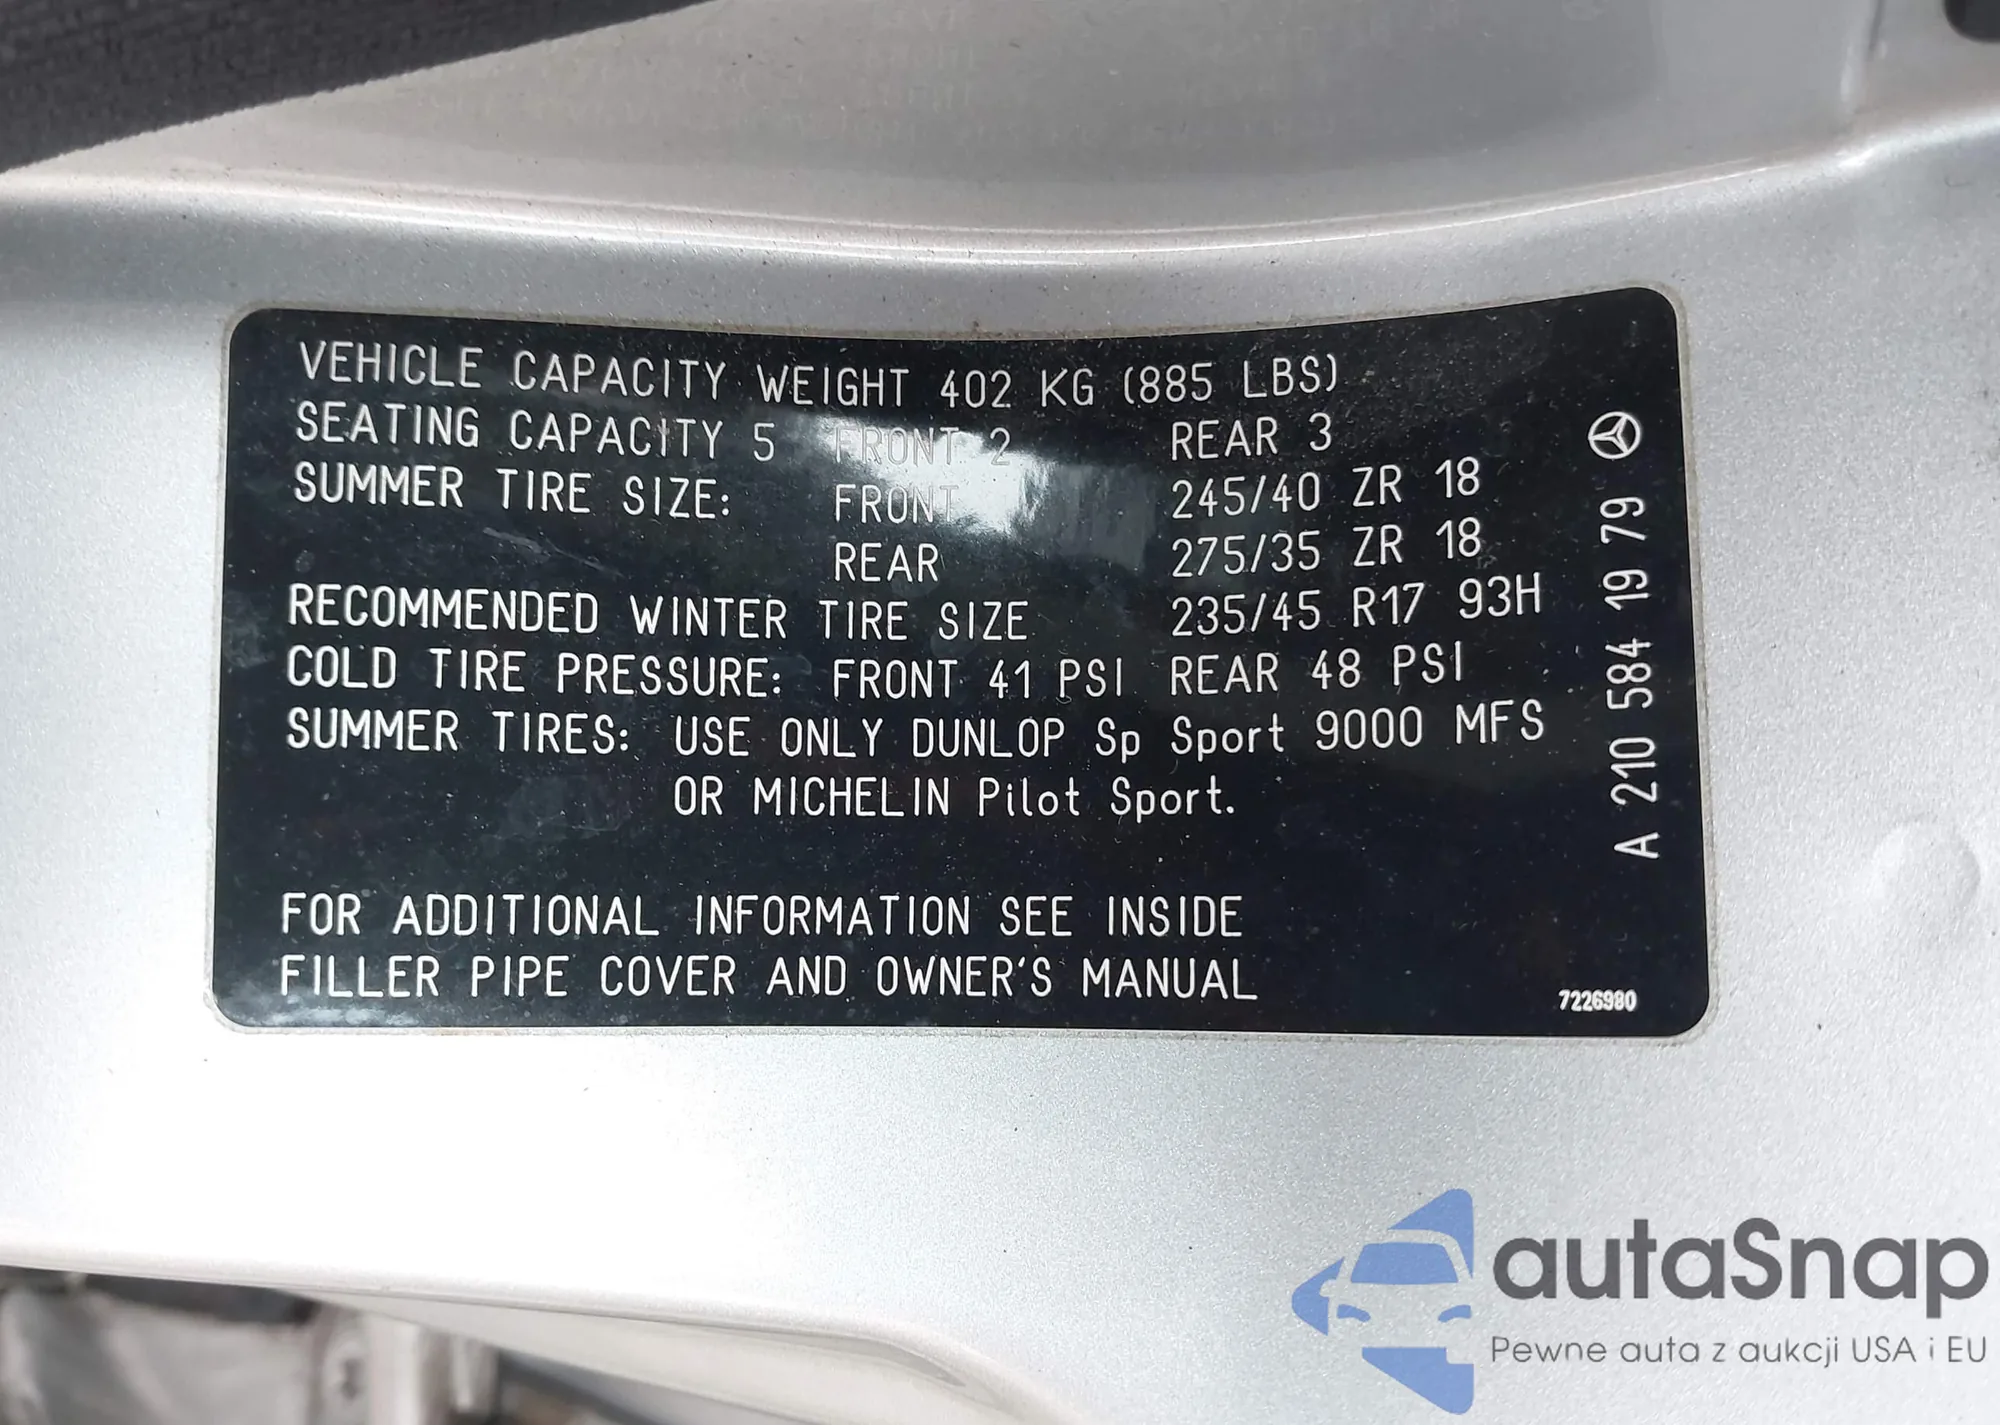 VEHICLE CAPACITY WEIGHT 402 KG (885 LBS)
SEATING CAPACITY 5 FRONT 2 REAR 3
SUMMER TIRE SIZE: FRONT 245/40 ZR 18
REAR 275/35 ZR 18
RECOMMENDED WINTER TIRE SIZE 235/45 R17 93H
COLD TIRE PRESSURE: FRONT 41 PSI REAR 48 PSI
SUMMER TIRES: USE ONLY DUNLOP Sp Sport 9000 MFS
OR MICHELIN Pilot Sport.
FOR ADDITIONAL INFORMATION SEE INSIDE
FILLER PIPE COVER AND OWNER'S MANUAL
7226980
A 210 584 19 79
autaSnap
Pewne auta z aukcji USA i EU